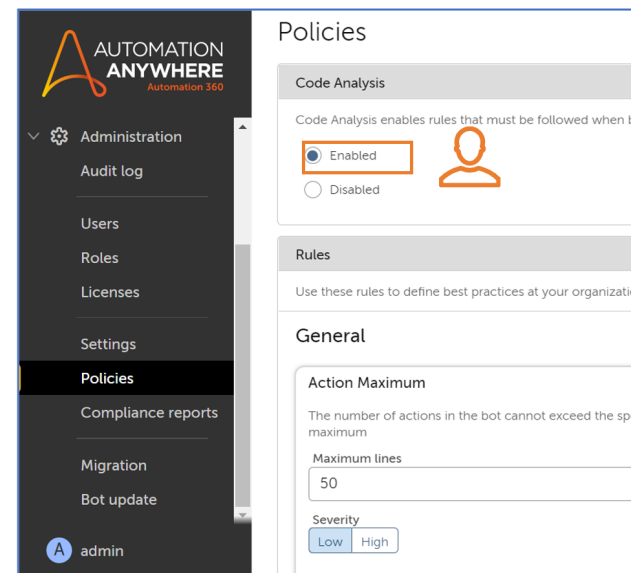 AUTOMATION
ANYWHERE
Automation 360
Administration
Audit log
Users
Roles
Licenses
Settings
Policies
Compliance reports
Migration
Bot update
A admin
Policies
Code Analysis
Code Analysis enables rules that must be followed when
Enabled
Disabled
Rules
Use these rules to define best practices at your
General
Action Maximum
The number of actions in the bot cannot exceed the
maximum
Maximum lines
50
Severity
Low High